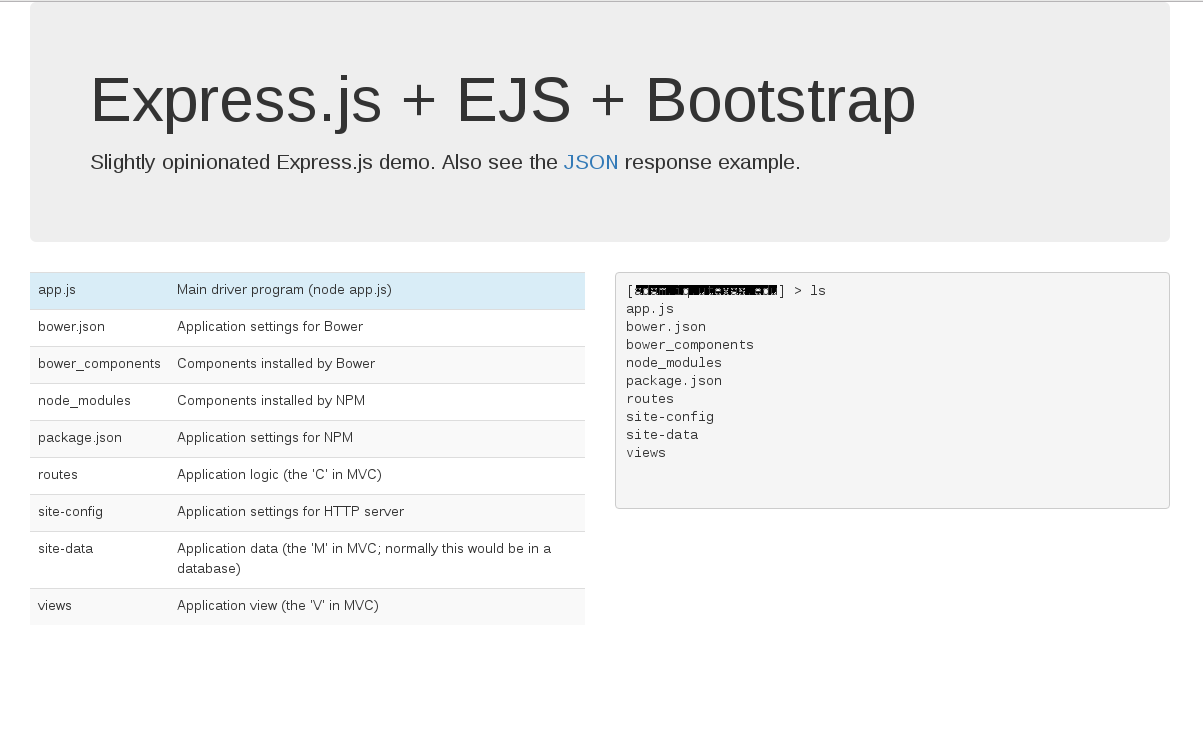 Express.js + EJS + Bootstrap
Slightly opinionated Express.js demo. Also see the JSON response example.
app.js Main driver program (node app.js)
bower.json Application settings for Bower
bower_components Components installed by Bower
node_modules Components installed by NPM
package.json Application settings for NPM
routes Application logic (the 'C' in MVC)
site-config Application settings for HTTP server
site-data Application data (the 'M' in MVC; normally this would be in a
database)
views Application view (the 'V' in MVC)
[] > ls
app.js
bower.json
bower_components
node_modules
package.json
routes
site-config
site-data
views